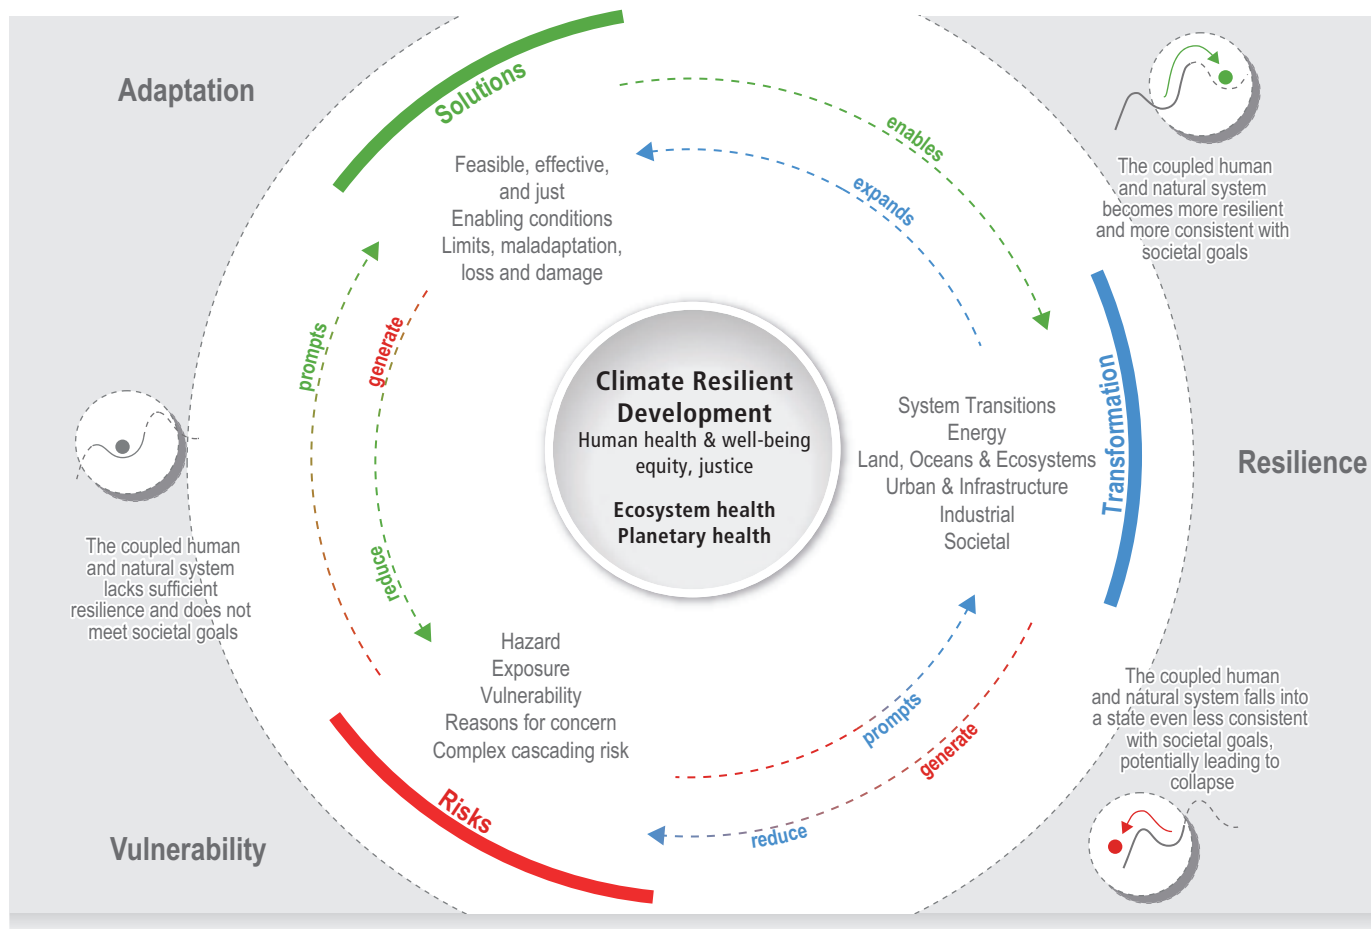 Adaptation
Solutions
Feasible, effective,
and just
Enabling conditions
Limits, maladaptation,
loss and damage
enables
expands
The coupled human
and natural system
becomes more resilient
and more consistent with
societal goals
prompts
generate
reduce
Climate Resilient
Development
Human health & well-being
equity, justice
Ecosystem health
Planetary health
System Transitions
Energy
Land, Oceans & Ecosystems
Urban & Infrastructure
Industrial
Societal
Transformation
Resilience
The coupled human
and natural system
lacks sufficient
resilience and does not
meet societal goals
Hazard
Exposure
Vulnerability
Reasons for concern
Complex cascading risk
Risks
Vulnerability
prompts
generate
reduce
The coupled human
and natural system falls into
a state even less consistent
with societal goals,
potentially leading to
collapse